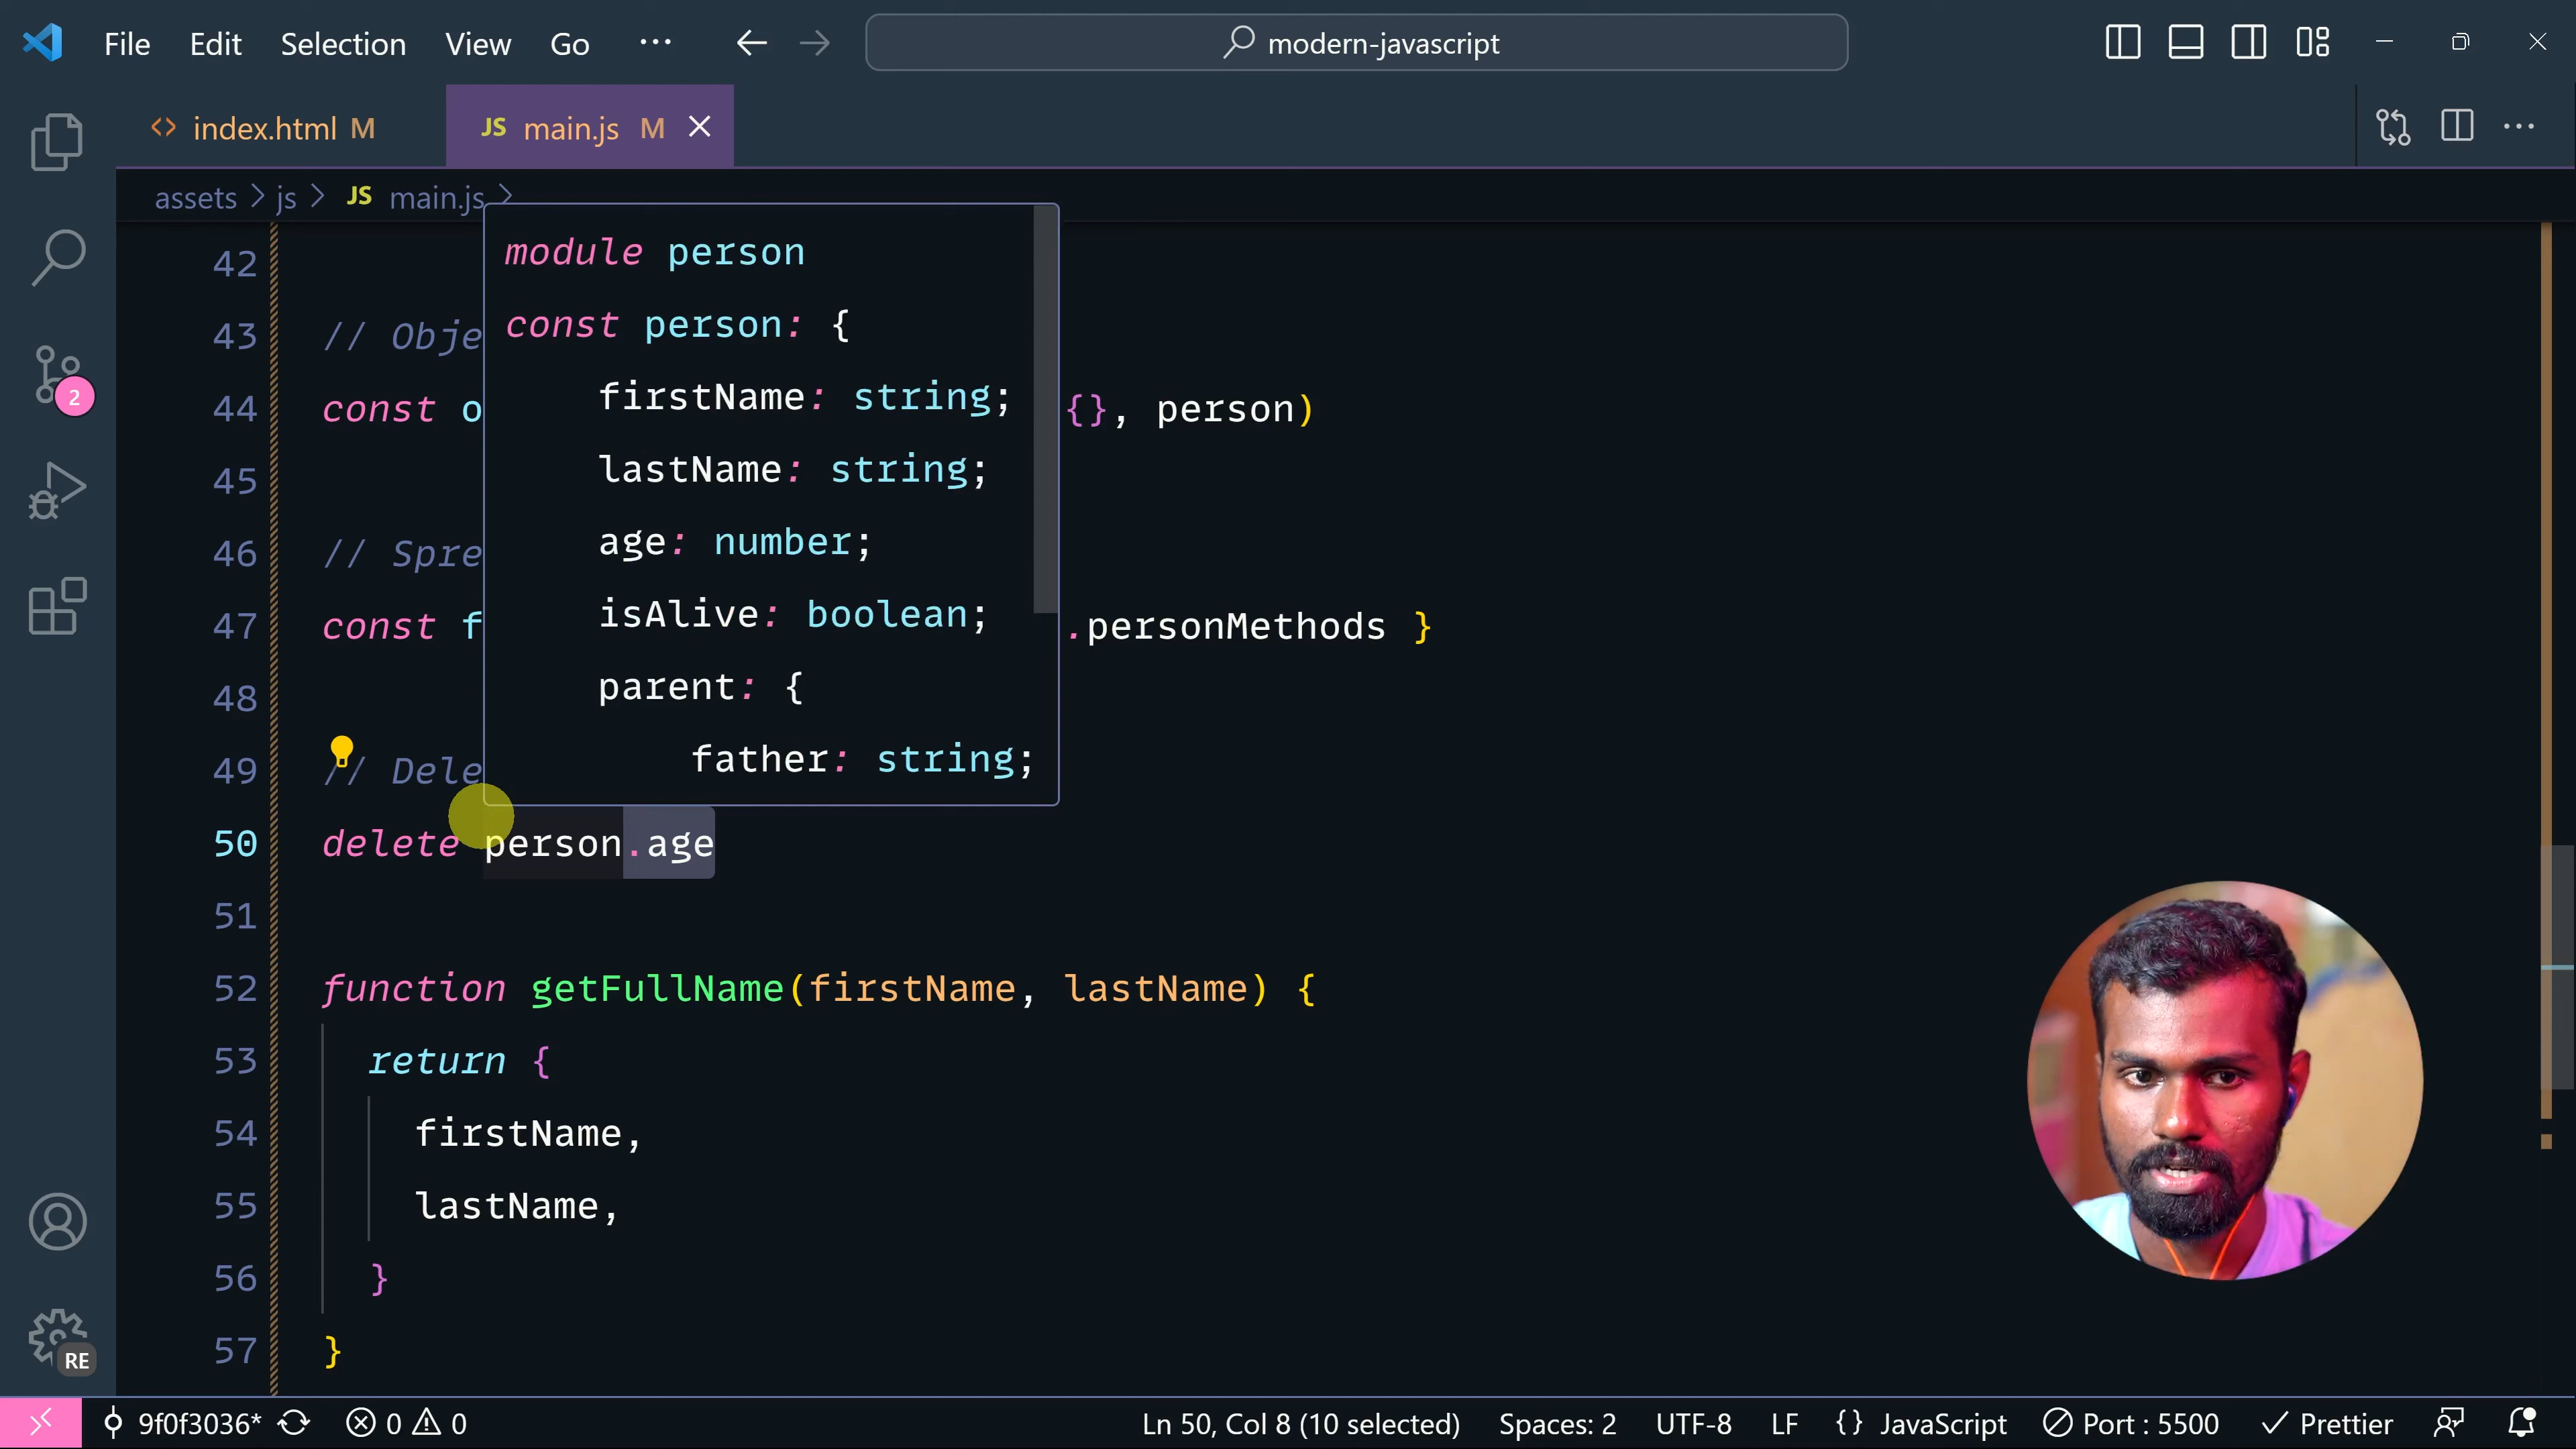 File Edit Selection View Go ··· modern-javascript
<> index.html M JS main.js M
assets > js > JS main.js >
module person
const person: {
firstName: string;
lastName: string;
age: number;
isAlive: boolean;
parent: {
father: string;
42
43 // Obje
44 const o {}, person)
45
46 // Spre
47 const f .personMethods }
48
49 // Dele
50 delete person.age
51
52 function getFullName(firstName, lastName) {
53 return {
54 firstName,
55 lastName,
56 }
57 }
2
RE
9f0f3036* 0 0 Ln 50, Col 8 (10 selected) Spaces: 2 UTF-8 LF {} JavaScript Port : 5500 Prettier